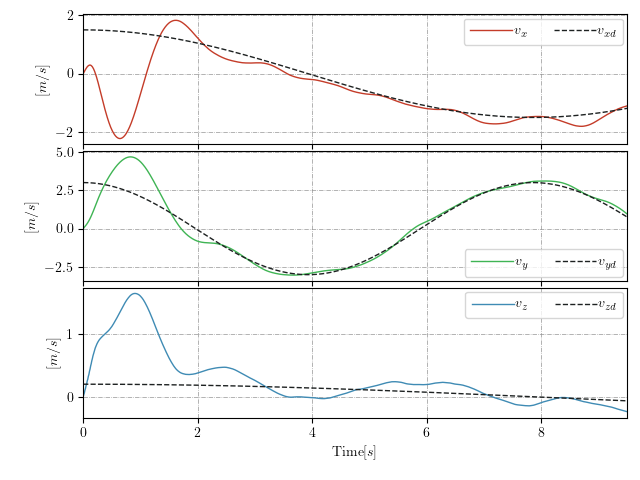 2
0
−2
[m/s]
v_x v_xd
5.0
2.5
0.0
−2.5
[m/s]
v_y v_yd
1
0
[m/s]
v_z v_zd
0 2 4 6 8
Time[s]